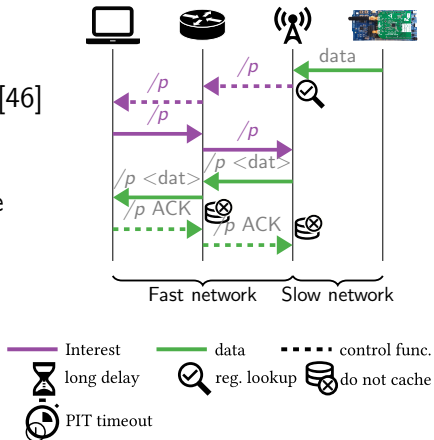 data
/p
/p
[46]
/p
/p
/p <dat>
/p <dat>
e
/p ACK
/p ACK
Fast network Slow network
Interest data control func.
long delay reg. lookup do not cache
PIT timeout